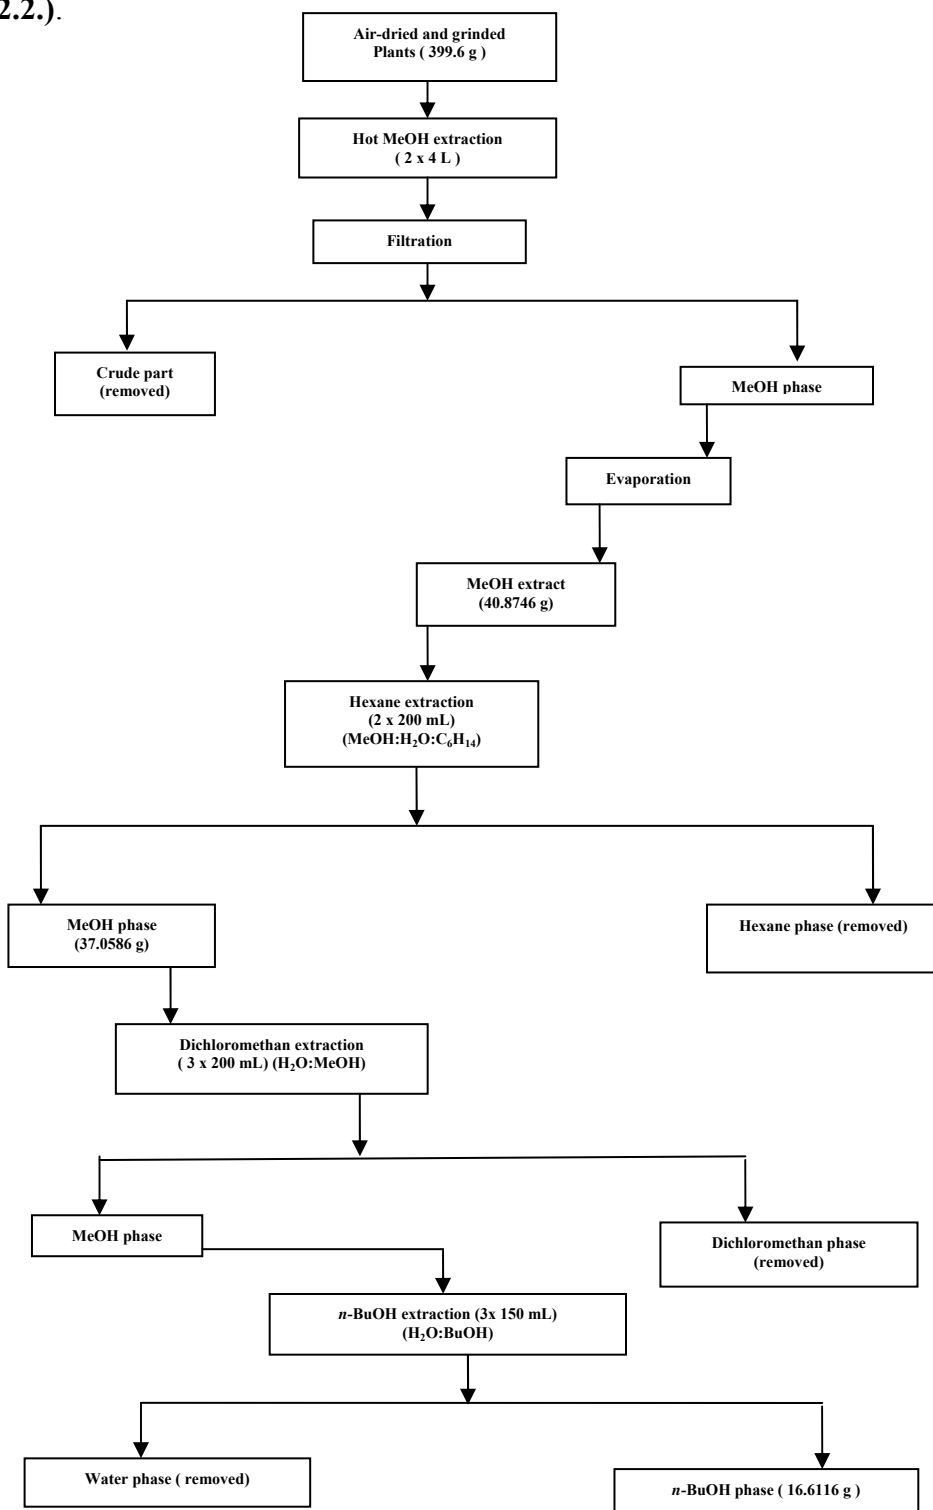 2.2.).
Air-dried and grinded
Plants ( 399.6 g )
Hot MeOH extraction
( 2 x 4 L )
Filtration
Crude part
(removed)
MeOH phase
Evaporation
MeOH extract
(40.8746 g)
Hexane extraction
(2 x 200 mL)
(MeOH:H₂O:C₆H₁₄)
MeOH phase
(37.0586 g)
Hexane phase (removed)
Dichloromethan extraction
( 3 x 200 mL) (H₂O:MeOH)
MeOH phase
Dichloromethan phase
(removed)
n-BuOH extraction (3x 150 mL)
(H₂O:BuOH)
Water phase ( removed)
n-BuOH phase ( 16.6116 g )